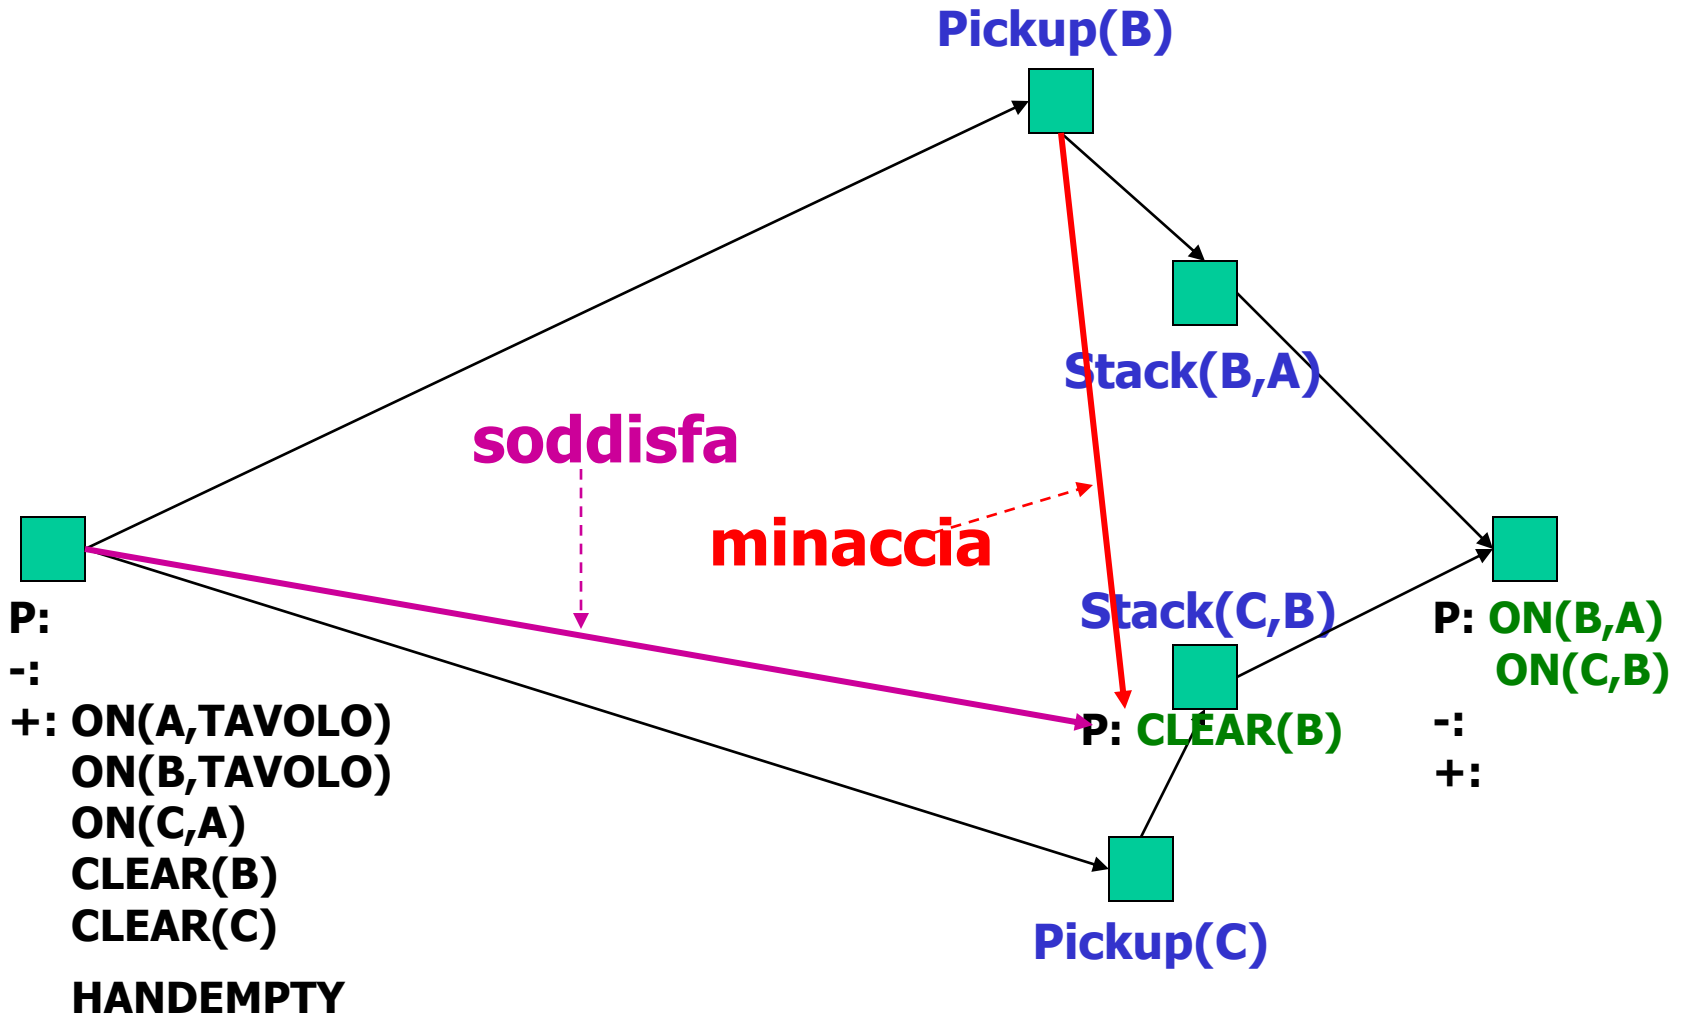 Pickup(B)
Stack(B,A)
soddisfa
minaccia
Stack(C,B)
P: CLEAR(B)
Pickup(C)
P:
-:
+: ON(A,TAVOLO)
ON(B,TAVOLO)
ON(C,A)
CLEAR(B)
CLEAR(C)
HANDEMPTY
P: ON(B,A)
ON(C,B)
-:
+: